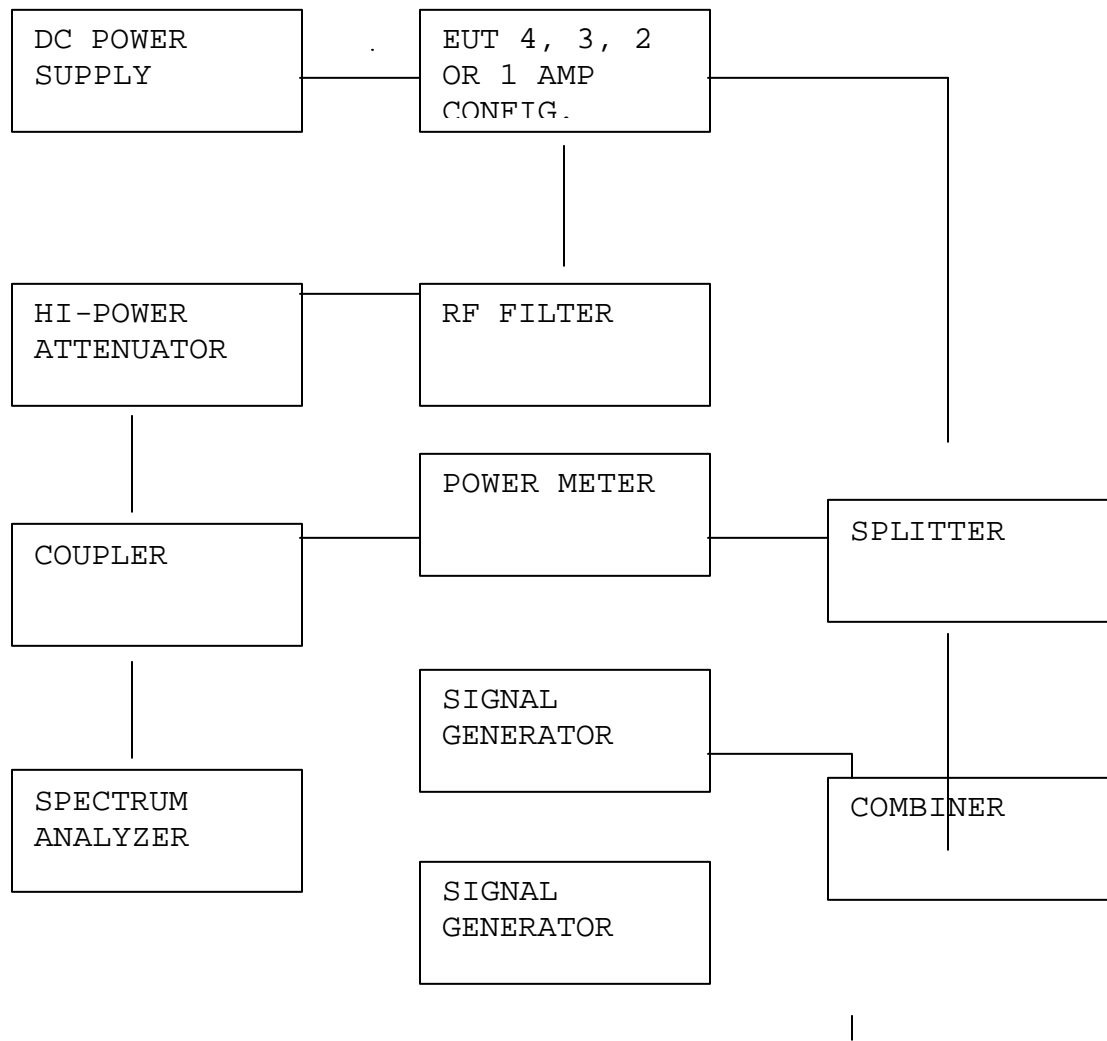 DC POWER
SUPPLY
EUT 4, 3, 2
OR 1 AMP
CONFIG.
HI-POWER
ATTENUATOR
RF FILTER
POWER METER
COUPLER
SPLITTER
SIGNAL
GENERATOR
SPECTRUM
ANALYZER
COMBINER
SIGNAL
GENERATOR